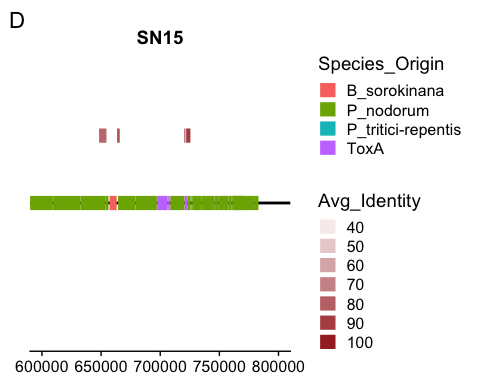 D
SN15
Species_Origin
B_sorokinana
P_nodorum
P_tritici-repentis
ToxA
Avg_Identity
40
50
60
70
80
90
100
600000 650000 700000 750000 800000